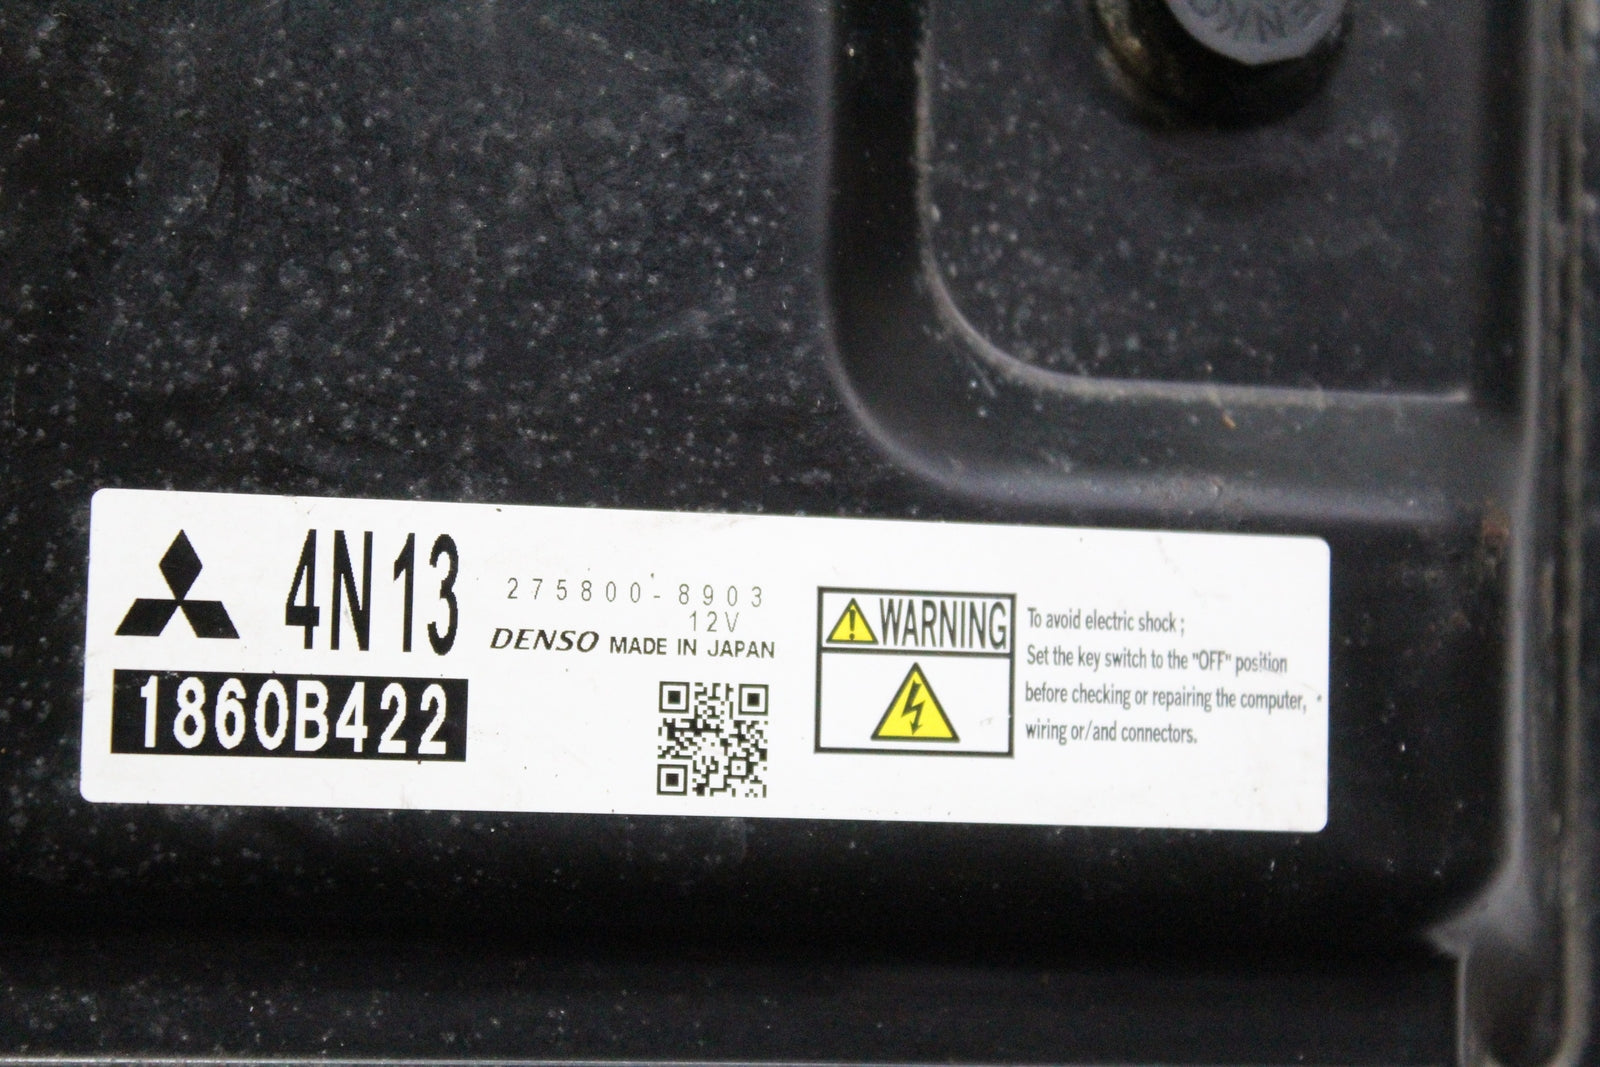 4N13
1860B422
275800-8903
12V
DENSO MADE IN JAPAN
WARNING
To avoid electric shock;
Set the key switch to the "OFF" position
before checking or repairing the computer,
wiring or/and connectors.